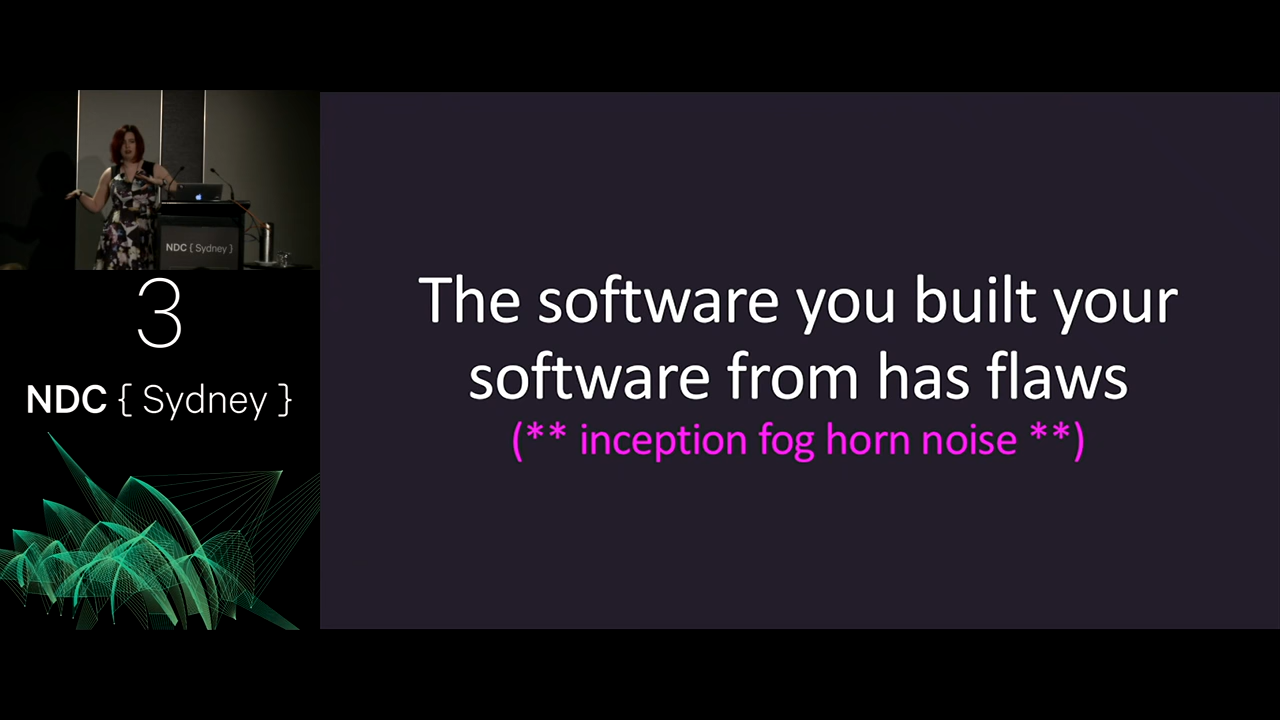 NDC { Sydney }
3
NDC { Sydney }
The software you built your
software from has flaws
(** inception fog horn noise **)